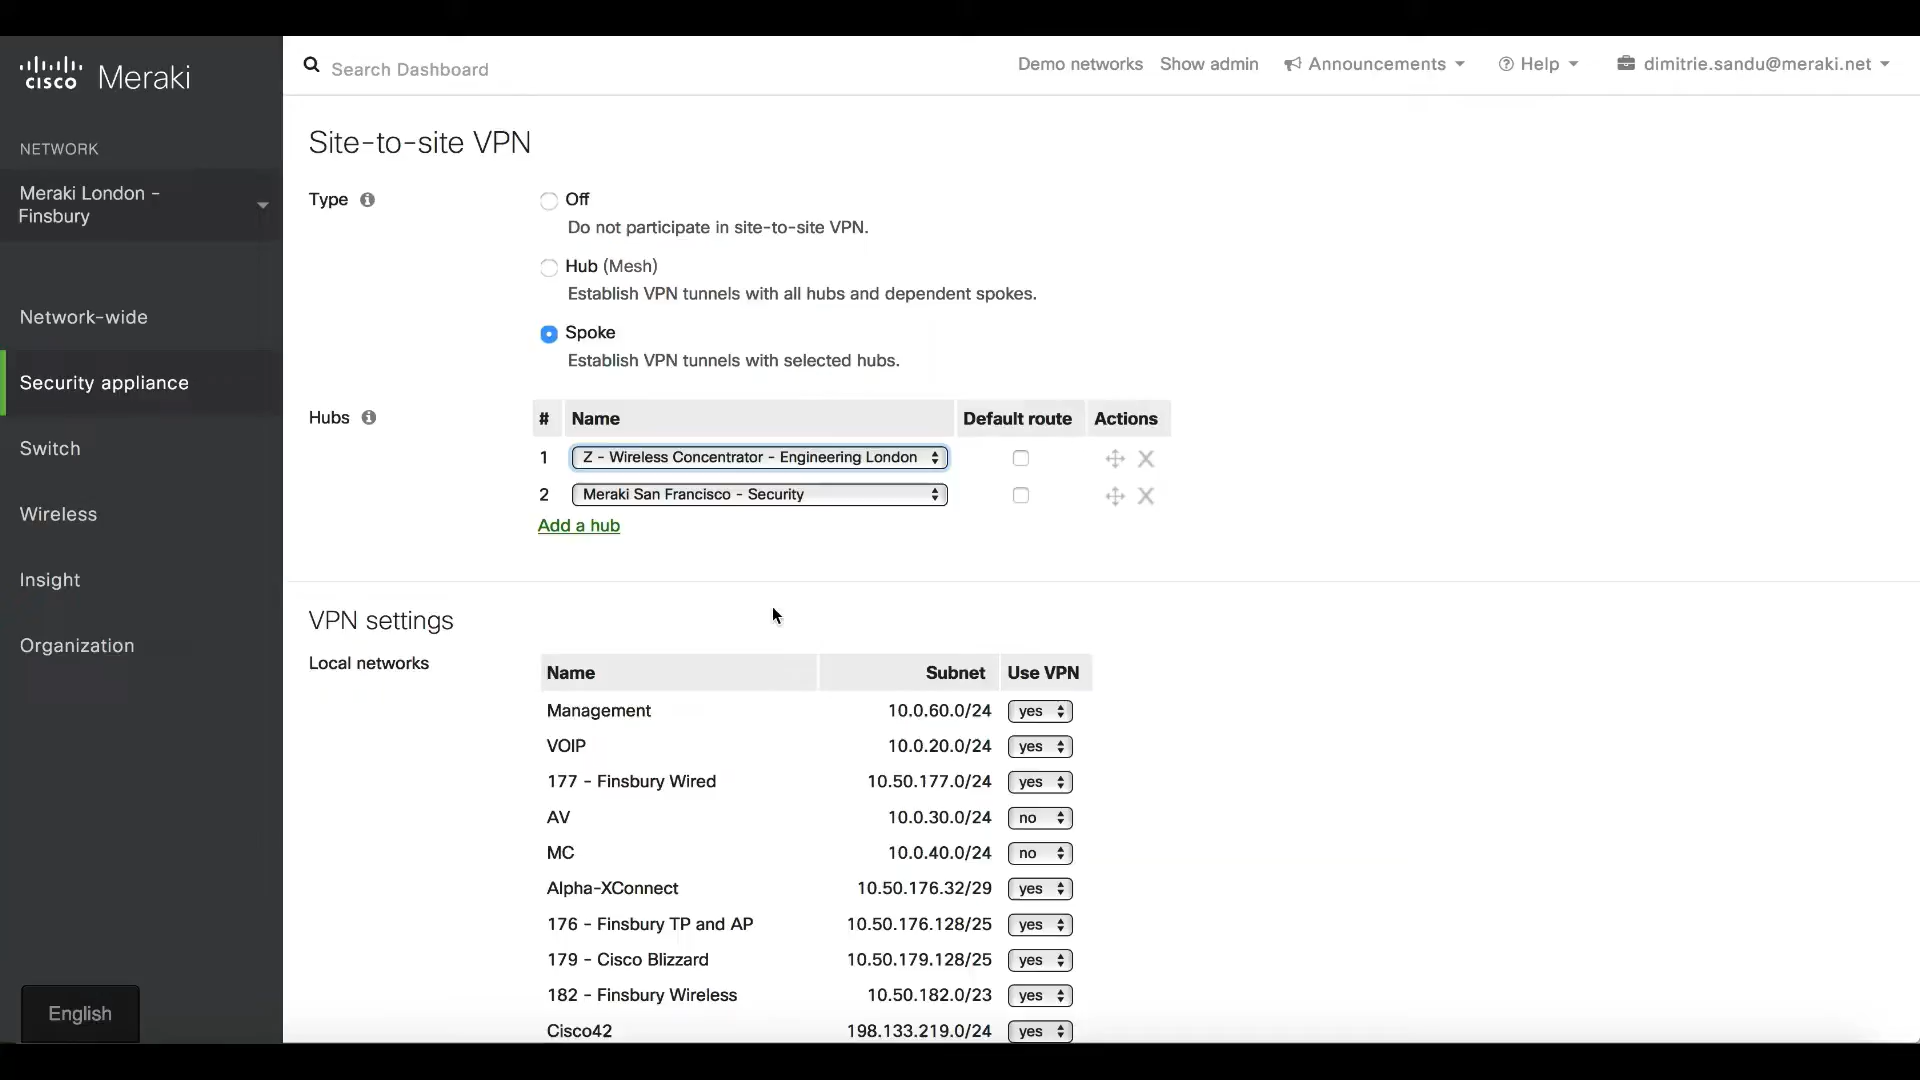 CISCO Meraki
Search Dashboard
Demo networks Show admin Announcements Help dimitrie.sandu@meraki.net
NETWORK
Meraki London -
Finsbury
Network-wide
Security appliance
Switch
Wireless
Insight
Organization
English
Site-to-site VPN
Type
Off
Do not participate in site-to-site VPN.
Hub (Mesh)
Establish VPN tunnels with all hubs and dependent spokes.
Spoke
Establish VPN tunnels with selected hubs.
Hubs
# Name Default route Actions
1 Z - Wireless Concentrator - Engineering London
2 Meraki San Francisco - Security
Add a hub
VPN settings
Local networks
Name Subnet Use VPN
Management 10.0.60.0/24 yes
VOIP 10.0.20.0/24 yes
177 - Finsbury Wired 10.50.177.0/24 yes
AV 10.0.30.0/24 no
MC 10.0.40.0/24 no
Alpha-XConnect 10.50.176.32/29 yes
176 - Finsbury TP and AP 10.50.176.128/25 yes
179 - Cisco Blizzard 10.50.179.128/25 yes
182 - Finsbury Wireless 10.50.182.0/23 yes
Cisco42 198.133.219.0/24 yes